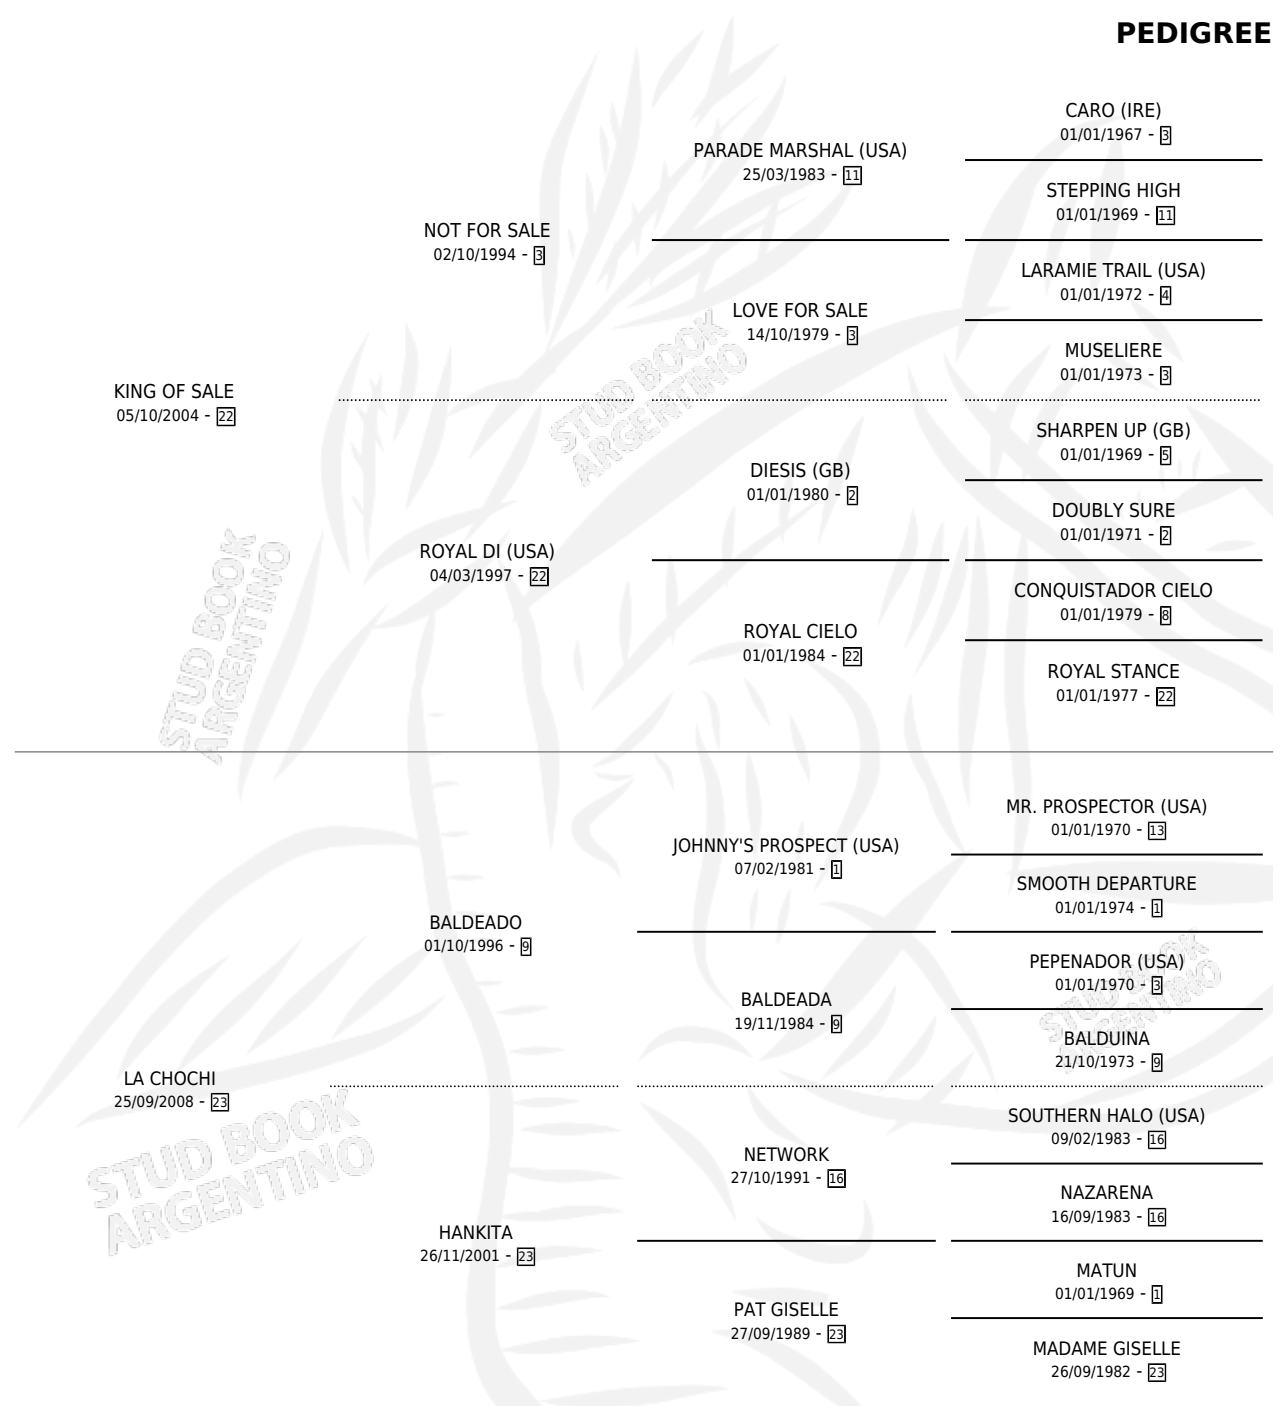 PEDIGREE
CARO (IRE)
01/01/1967 - 3
PARADE MARSHAL (USA)
25/03/1983 - 11
STEPPING HIGH
01/01/1969 - 11
NOT FOR SALE
02/10/1994 - 3
LARAMIE TRAIL (USA)
01/01/1972 - 4
LOVE FOR SALE
14/10/1979 - 3
MUSELIERE
01/01/1973 - 3
KING OF SALE
05/10/2004 - 22
SHARPEN UP (GB)
01/01/1969 - 5
DIESIS (GB)
01/01/1980 - 2
DOUBLY SURE
01/01/1971 - 2
ROYAL DI (USA)
04/03/1997 - 22
CONQUISTADOR CIELO
01/01/1979 - 8
ROYAL CIELO
01/01/1984 - 22
ROYAL STANCE
01/01/1977 - 22
MR. PROSPECTOR (USA)
01/01/1970 - 13
JOHNNY'S PROSPECT (USA)
07/02/1981 - 1
SMOOTH DEPARTURE
01/01/1974 - 1
BALDEADO
01/10/1996 - 9
PEPENADOR (USA)
01/01/1970 - 3
BALDEADA
19/11/1984 - 9
BALDUINA
21/10/1973 - 9
LA CHOCHI
25/09/2008 - 23
SOUTHERN HALO (USA)
09/02/1983 - 16
NETWORK
27/10/1991 - 16
NAZARENA
16/09/1983 - 16
HANKITA
26/11/2001 - 23
MATUN
01/01/1969 - 1
PAT GISELLE
27/09/1989 - 23
MADAME GISELLE
26/09/1982 - 23
STUD BOOK
ARGENTINO
STUD BOOK
ARGENTINO
STUD BOOK
ARGENTINO
STUD BOOK
ARGENTINO